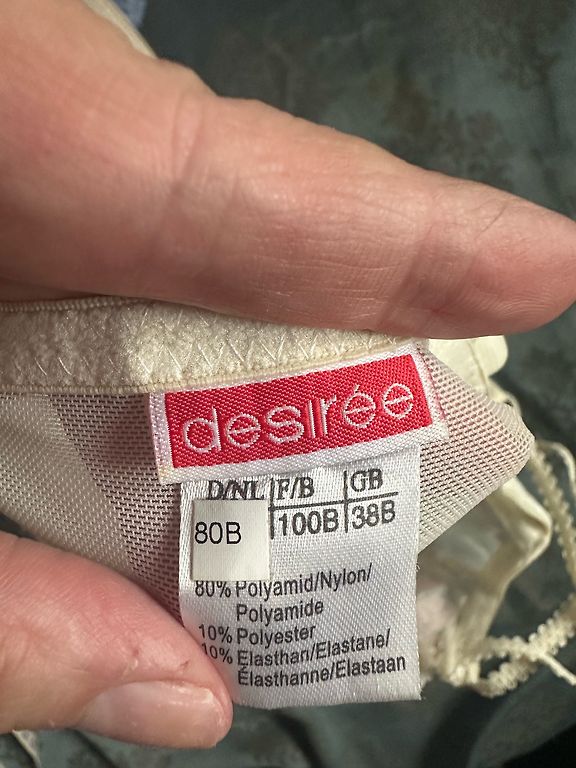 desirée
D/NL F/B GB
80B 100B 38B
80% Polyamid/Nylon/
Polyamide
10% Polyester
10% Elasthan/Elastane/
Élasthanne/Elastaan